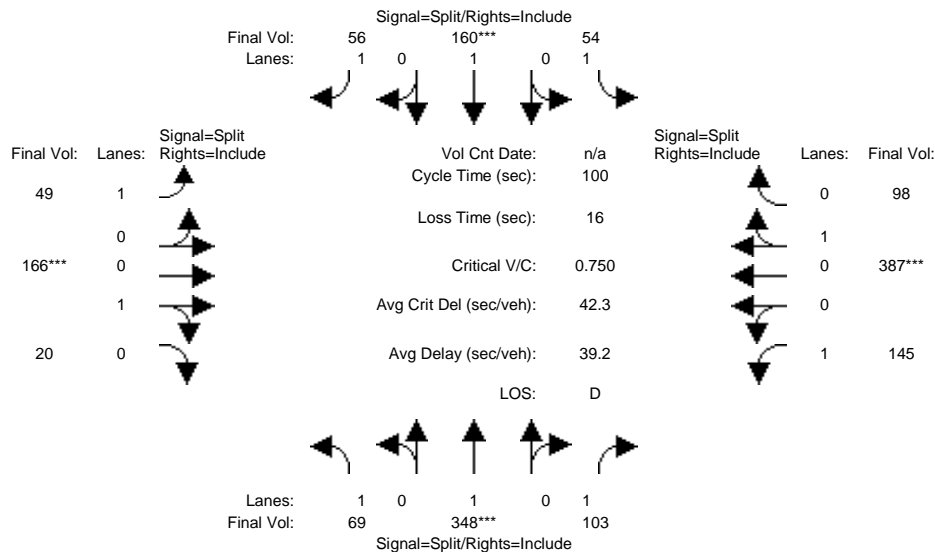 Signal=Split/Rights=Include
Final Vol: 56 160*** 54
Lanes: 1 0 1 0 1
Signal=Split Signal=Split
Final Vol: Lanes: Rights=Include Vol Cnt Date: n/a Rights=Include Lanes: Final Vol:
Cycle Time (sec): 100
49 1 0 98
Loss Time (sec): 16
0 1
166*** 0 Critical V/C: 0.750 0 387***
1 Avg Crit Del (sec/veh): 42.3 0
20 0 Avg Delay (sec/veh): 39.2 1 145
LOS: D
Lanes: 1 0 1 0 1
Final Vol: 69 348*** 103
Signal=Split/Rights=Include